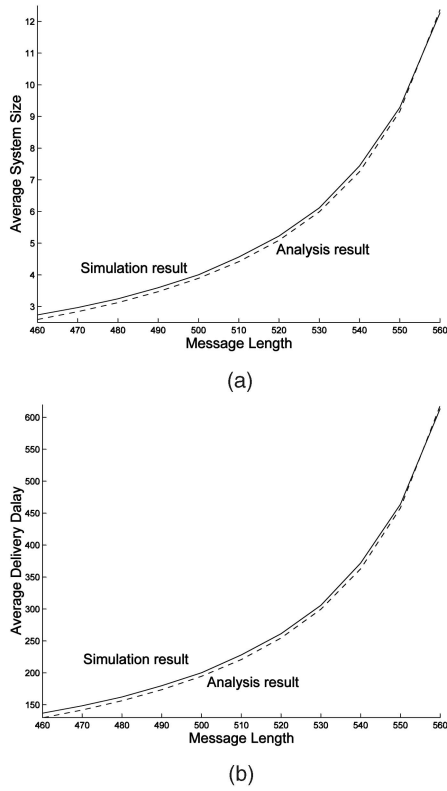 12
11
10
9
8
7
6
5
4
3
Average System Size
Simulation result
Analysis result
460 470 480 490 500 510 520 530 540 550 560
Message Length
(a)
600
550
500
450
400
350
300
250
200
150
Average Delivery Dalay
Simulation result
Analysis result
460 470 480 490 500 510 520 530 540 550 560
Message Length
(b)